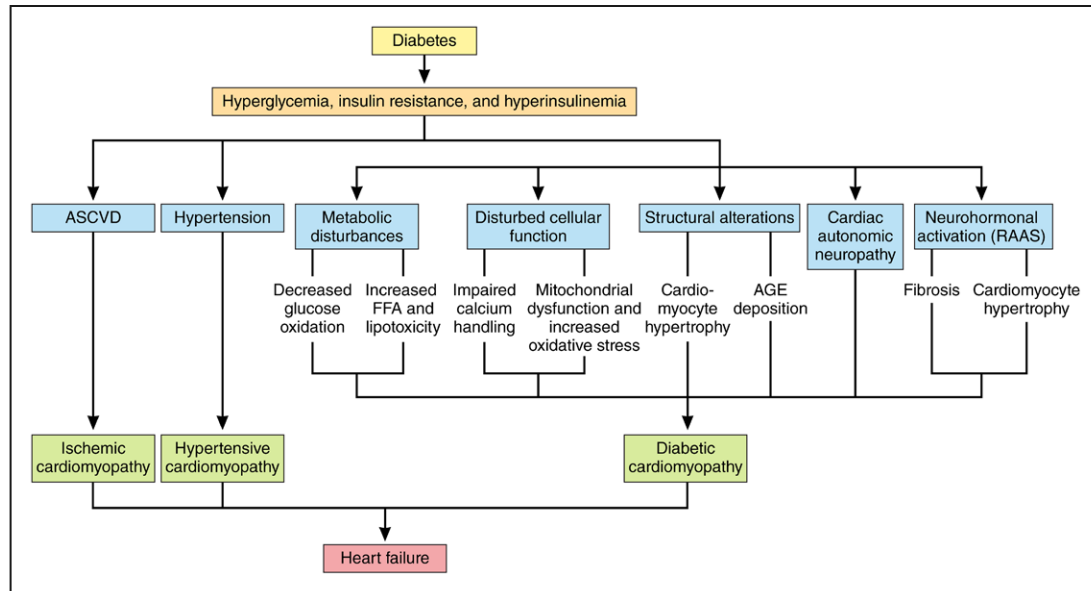 Diabetes
Hyperglycemia, insulin resistance, and hyperinsulinemia
ASCVD
Hypertension
Metabolic
disturbances
Disturbed cellular
function
Structural alterations
Cardiac
autonomic
neuropathy
Neurohormonal
activation (RAAS)
Decreased
glucose
oxidation
Increased
FFA and
lipotoxicity
Impaired
calcium
handling
Mitochondrial
dysfunction and
increased
oxidative stress
Cardio-
myocyte
hypertrophy
AGE
deposition
Fibrosis
Cardiomyocyte
hypertrophy
Ischemic
cardiomyopathy
Hypertensive
cardiomyopathy
Diabetic
cardiomyopathy
Heart failure